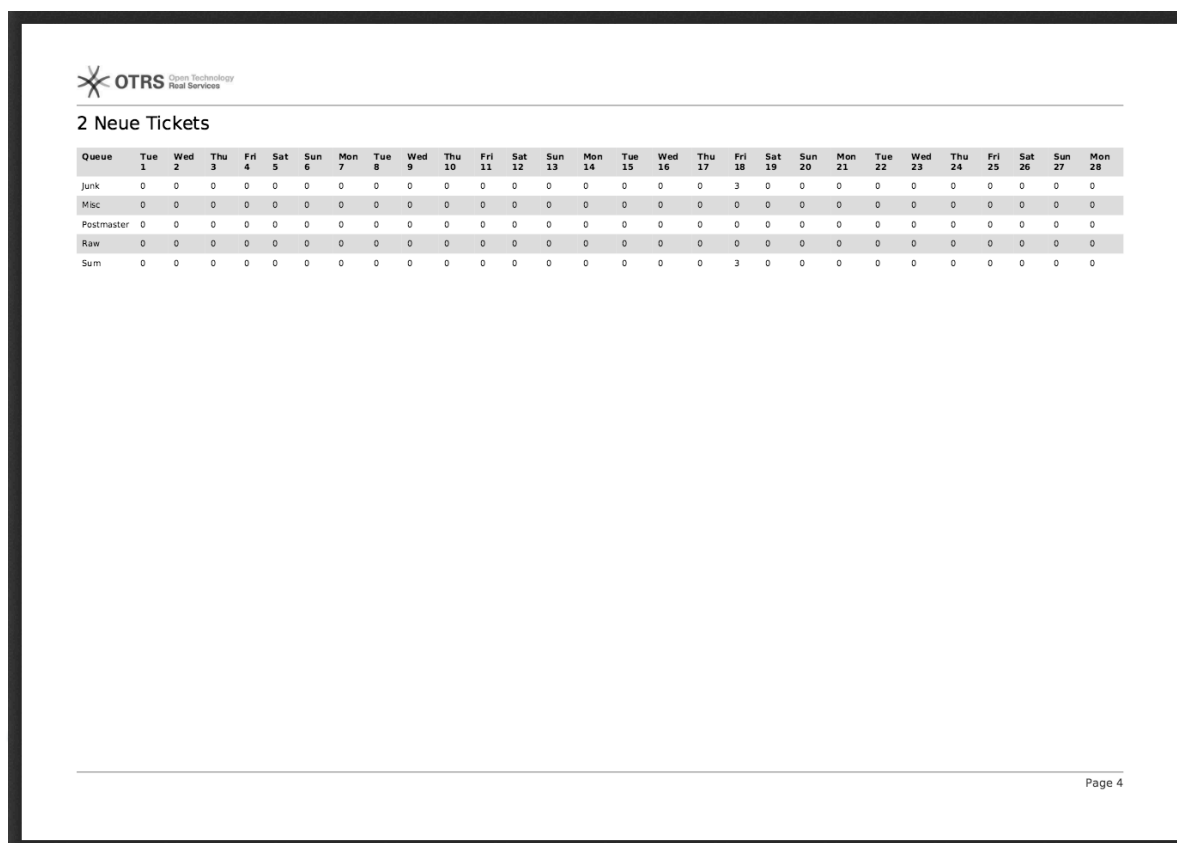 OTRS Open Technology
Real Services
2 Neue Tickets
Queue Tue Wed Thu Fri Sat Sun Mon Tue Wed Thu Fri Sat Sun Mon Tue Wed Thu Fri Sat Sun Mon Tue Wed Thu Fri Sat Sun Mon
1 2 3 4 5 6 7 8 9 10 11 12 13 14 15 16 17 18 19 20 21 22 23 24 25 26 27 28
Junk 0 0 0 0 0 0 0 0 0 0 0 0 0 0 0 0 0 3 0 0 0 0 0 0 0 0 0 0
Misc 0 0 0 0 0 0 0 0 0 0 0 0 0 0 0 0 0 0 0 0 0 0 0 0 0 0 0 0
Postmaster 0 0 0 0 0 0 0 0 0 0 0 0 0 0 0 0 0 0 0 0 0 0 0 0 0 0 0 0
Raw 0 0 0 0 0 0 0 0 0 0 0 0 0 0 0 0 0 0 0 0 0 0 0 0 0 0 0 0
Sum 0 0 0 0 0 0 0 0 0 0 0 0 0 0 0 0 0 3 0 0 0 0 0 0 0 0 0 0
Page 4